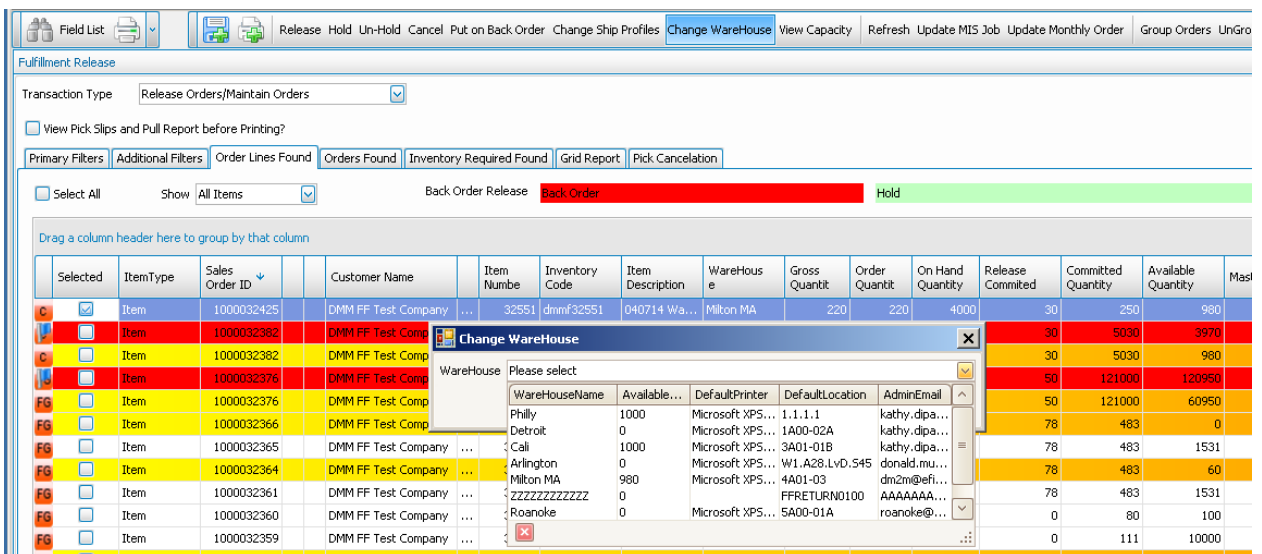 Field List Release Hold Un-Hold Cancel Put on Back Order Change Ship Profiles Change WareHouse View Capacity Refresh Update MIS Job Update Monthly Order Group Orders UnGro
Fulfillment Release
Transaction Type Release Orders/Maintain Orders
View Pick Slips and Pull Report before Printing?
Primary Filters Additional Filters Order Lines Found Orders Found Inventory Required Found Grid Report Pick Cancelation
Select All Show All Items Back Order Release Back Order Hold
Drag a column header here to group by that column
Selected ItemType Sales Order ID Customer Name Item Numbe Inventory Code Item Description WareHous e Gross Quantit Order Quantit On Hand Quantity Release Commited Committed Quantity Available Quantity Mast
C Item 1000032425 DMM FF Test Company ... 32551 dmmf32551 040714 Wa... Milton MA 220 220 4000 30 250 980
Item 1000032382 DMM FF Test Comp 30 5030 3970
C Item 1000032382 DMM FF Test Comp 30 5030 980
Item 1000032376 DMM FF Test Comp 50 121000 120950
FG Item 1000032376 DMM FF Test Comp 50 121000 60950
FG Item 1000032366 DMM FF Test Comp 78 483 0
FG Item 1000032365 DMM FF Test Company ... 78 483 1531
FG Item 1000032364 DMM FF Test Company ... 78 483 60
FG Item 1000032361 DMM FF Test Company ... 78 483 1531
FG Item 1000032360 DMM FF Test Company ... 0 80 100
FG Item 1000032359 DMM FF Test Company ... 0 111 10000
Change WareHouse
WareHouse Please select
WareHouseName Available... DefaultPrinter DefaultLocation AdminEmail
Philly 1000 Microsoft XPS... 1.1.1.1 kathy.dipa...
Detroit 0 Microsoft XPS... 1A00-02A kathy.dipa...
Cali 1000 Microsoft XPS... 3A01-01B kathy.dipa...
Arlington 0 Microsoft XPS... W1.A28.LvD.S45 donald.mu...
Milton MA 980 Microsoft XPS... 4A01-03 dm2m@efi...
ZZZZZZZZZZZZ 0 FFRETURN0100 AAAAAAA...
Roanoke 0 Microsoft XPS... 5A00-01A roanoke@...